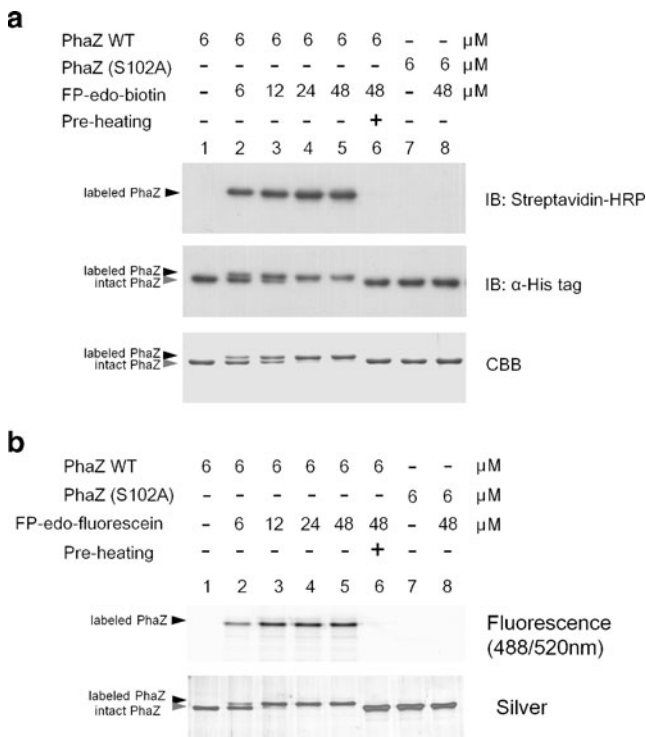 a
PhaZ WT 6 6 6 6 6 6 - - μM
PhaZ (S102A) - - - - - - 6 6 μM
FP-edo-biotin - 6 12 24 48 48 - 48 μM
Pre-heating - - - - - + - -
1 2 3 4 5 6 7 8
labeled PhaZ IB: Streptavidin-HRP
labeled PhaZ
intact PhaZ IB: α-His tag
labeled PhaZ
intact PhaZ CBB
b
PhaZ WT 6 6 6 6 6 6 - - μM
PhaZ (S102A) - - - - - - 6 6 μM
FP-edo-fluorescein - 6 12 24 48 48 - 48 μM
Pre-heating - - - - - + - -
1 2 3 4 5 6 7 8
labeled PhaZ Fluorescence
(488/520nm)
labeled PhaZ
intact PhaZ Silver